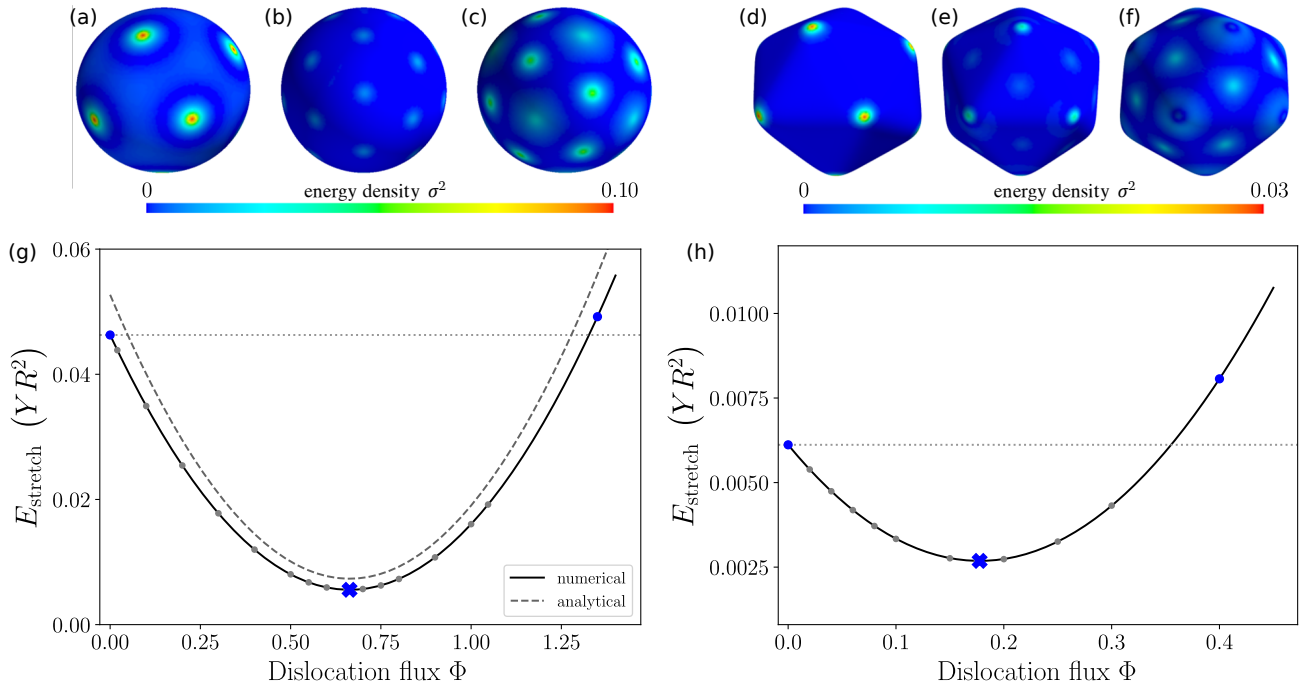 (a) (b) (c) (d) (e) (f)
0 energy density σ² 0.10
0 energy density σ² 0.03
(g)
0.06
0.04
0.02
0.00
E_stretch (YR²)
0.00 0.25 0.50 0.75 1.00 1.25
Dislocation flux Φ
numerical
analytical
(h)
0.0100
0.0075
0.0050
0.0025
E_stretch (YR²)
0.0 0.1 0.2 0.3 0.4
Dislocation flux Φ